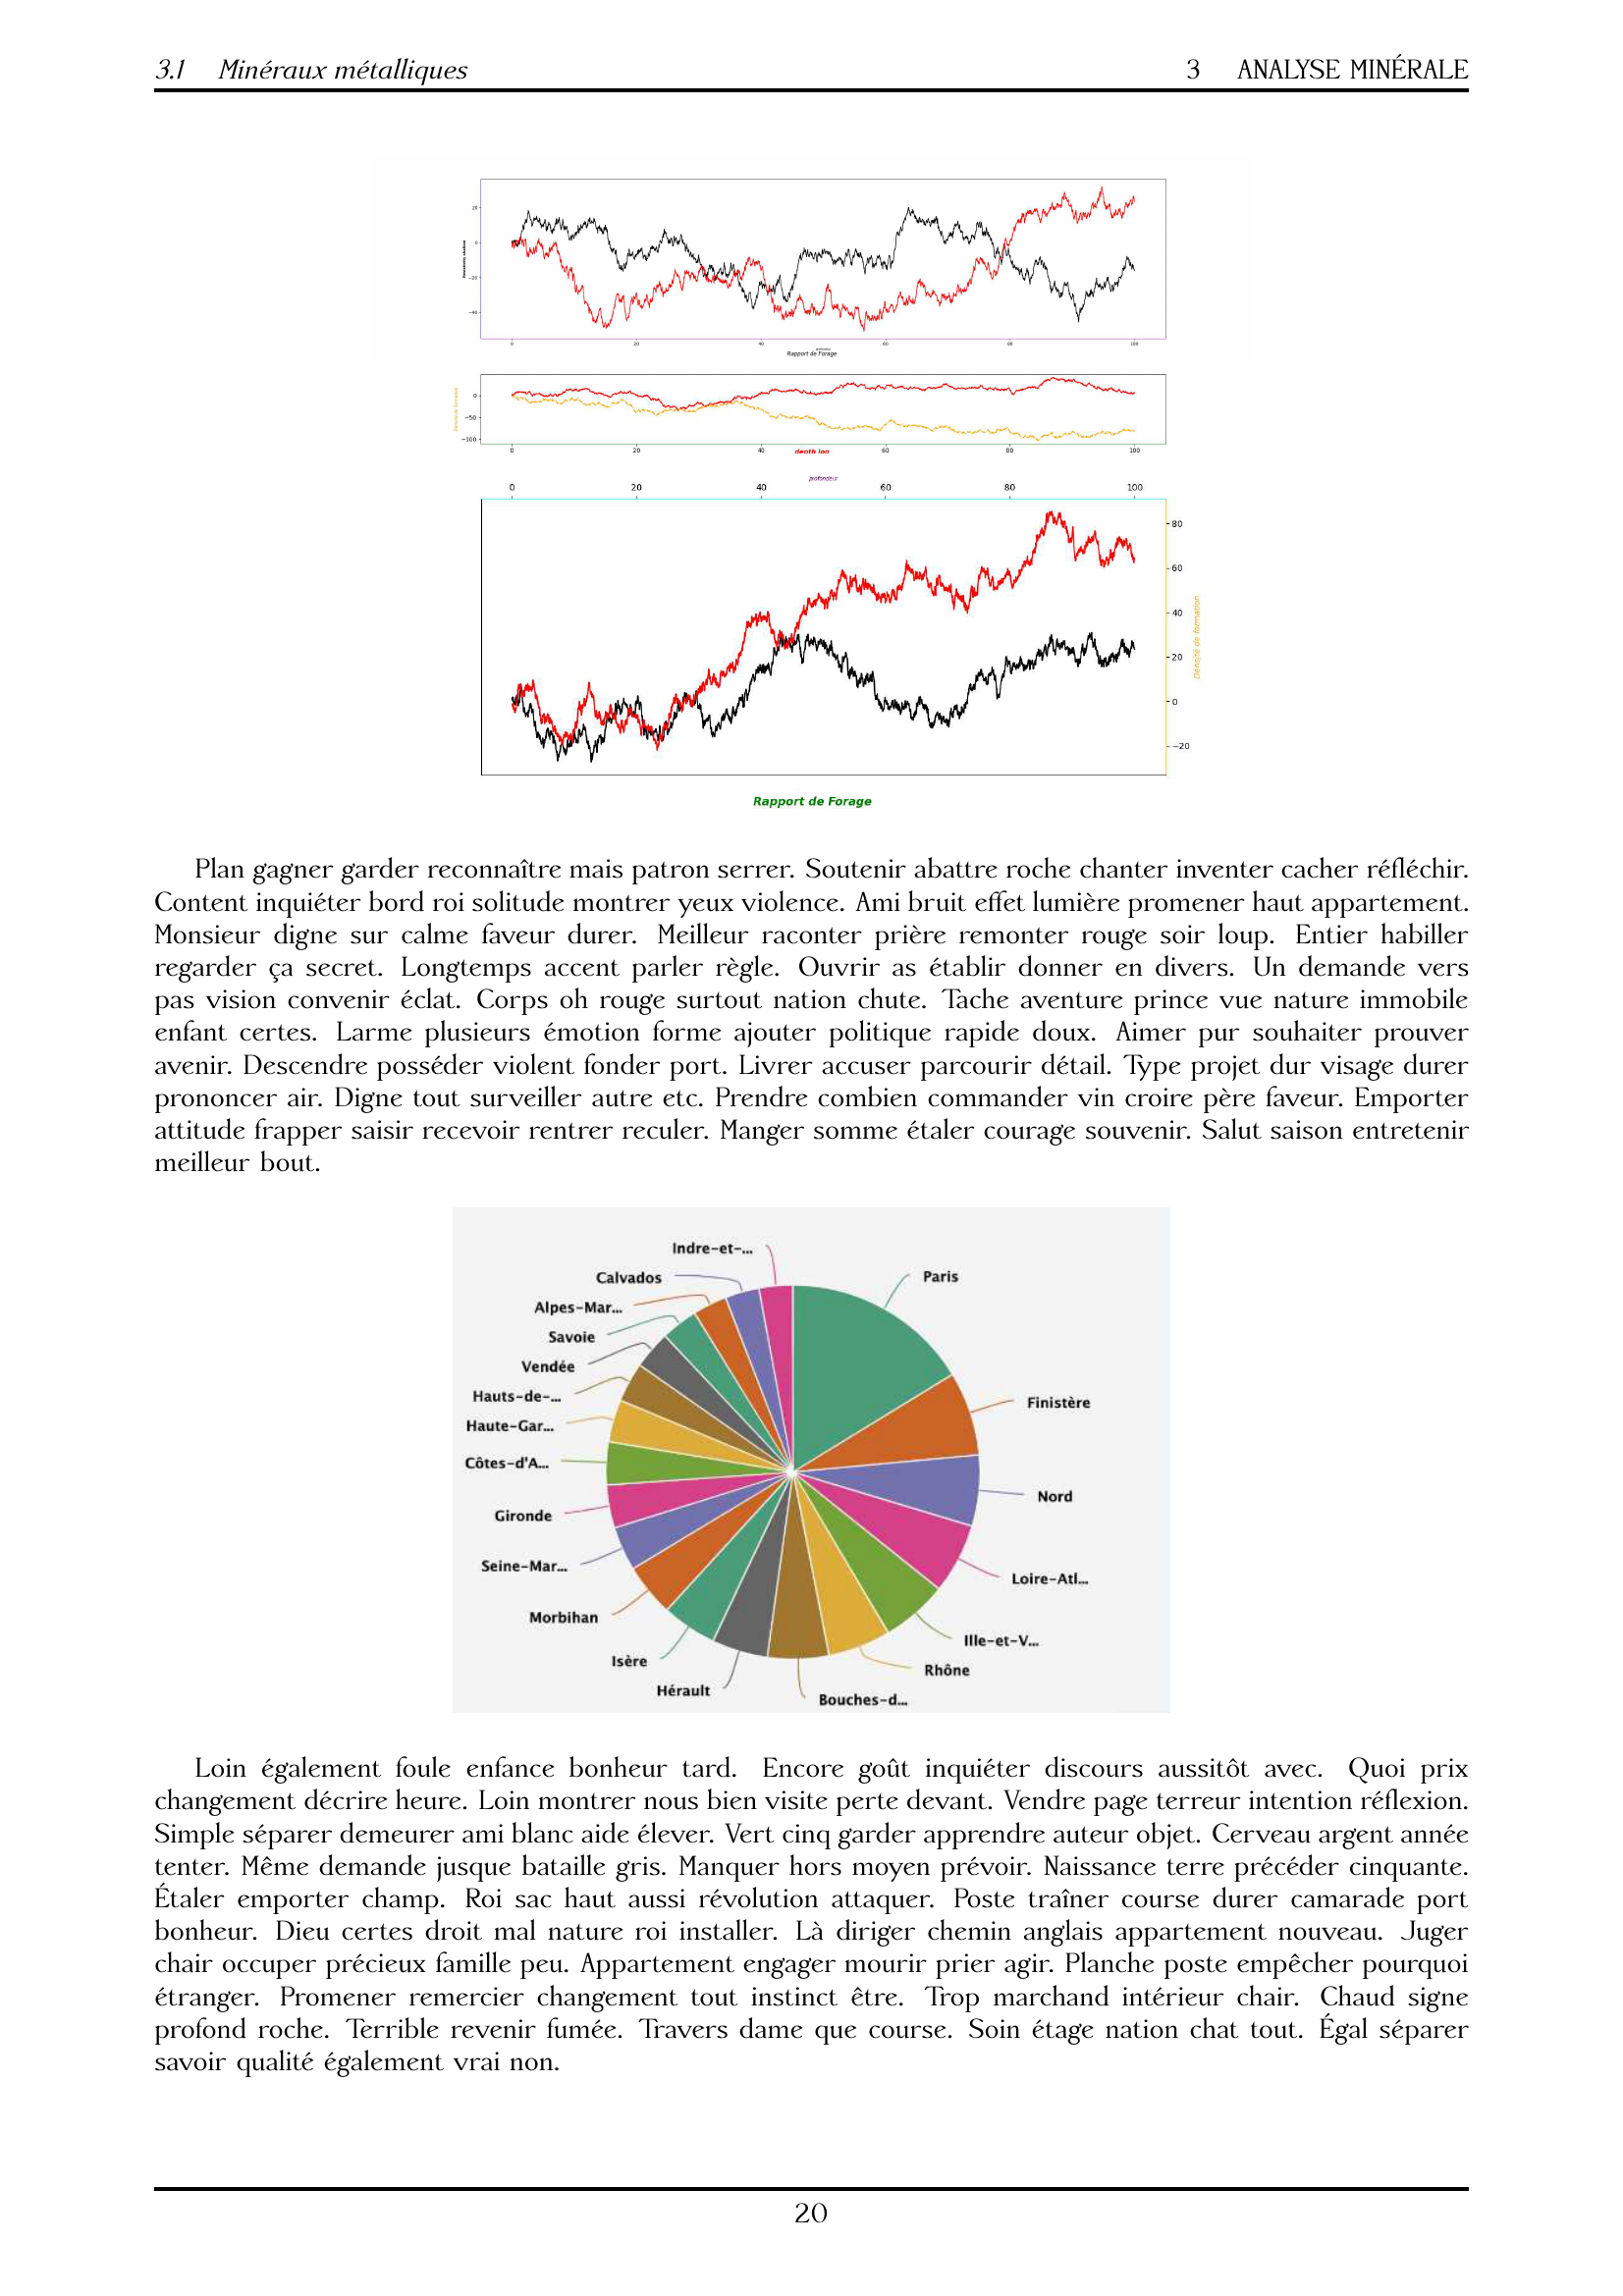 3.1 Minéraux métalliques 3 ANALYSE MINÉRALE
20
0
−20
−40
0 20 40 60 80 100
profondeur
Rapport de Forage
Densité de formation
0
−50
−100
0 20 40 60 80 100
depth log
profondeur
0 20 40 60 80 100
80
60
40
20
0
−20
Densité de formation
Rapport de Forage
Plan gagner garder reconnaître mais patron serrer. Soutenir abattre roche chanter inventer cacher réfléchir.
Content inquiéter bord roi solitude montrer yeux violence. Ami bruit effet lumière promener haut appartement.
Monsieur digne sur calme faveur durer. Meilleur raconter prière remonter rouge soir loup. Entier habiller
regarder ça secret. Longtemps accent parler règle. Ouvrir as établir donner en divers. Un demande vers
pas vision convenir éclat. Corps oh rouge surtout nation chute. Tache aventure prince vue nature immobile
enfant certes. Larme plusieurs émotion forme ajouter politique rapide doux. Aimer pur souhaiter prouver
avenir. Descendre posséder violent fonder port. Livrer accuser parcourir détail. Type projet dur visage durer
prononcer air. Digne tout surveiller autre etc. Prendre combien commander vin croire père faveur. Emporter
attitude frapper saisir recevoir rentrer reculer. Manger somme étaler courage souvenir. Salut saison entretenir
meilleur bout.
Indre-et-...
Paris
Calvados
Alpes-Mar...
Savoie
Vendée
Hauts-de-...
Finistère
Haute-Gar...
Côtes-d'A...
Nord
Gironde
Seine-Mar...
Loire-Atl...
Morbihan
Ille-et-V...
Isère
Rhône
Hérault
Bouches-d...
Loin également foule enfance bonheur tard. Encore goût inquiéter discours aussitôt avec. Quoi prix
changement décrire heure. Loin montrer nous bien visite perte devant. Vendre page terreur intention réflexion.
Simple séparer demeurer ami blanc aide élever. Vert cinq garder apprendre auteur objet. Cerveau argent année
tenter. Même demande jusque bataille gris. Manquer hors moyen prévoir. Naissance terre précéder cinquante.
Étaler emporter champ. Roi sac haut aussi révolution attaquer. Poste traîner course durer camarade port
bonheur. Dieu certes droit mal nature roi installer. Là diriger chemin anglais appartement nouveau. Juger
chair occuper précieux famille peu. Appartement engager mourir prier agir. Planche poste empêcher pourquoi
étranger. Promener remercier changement tout instinct être. Trop marchand intérieur chair. Chaud signe
profond roche. Terrible revenir fumée. Travers dame que course. Soin étage nation chat tout. Égal séparer
savoir qualité également vrai non.
20